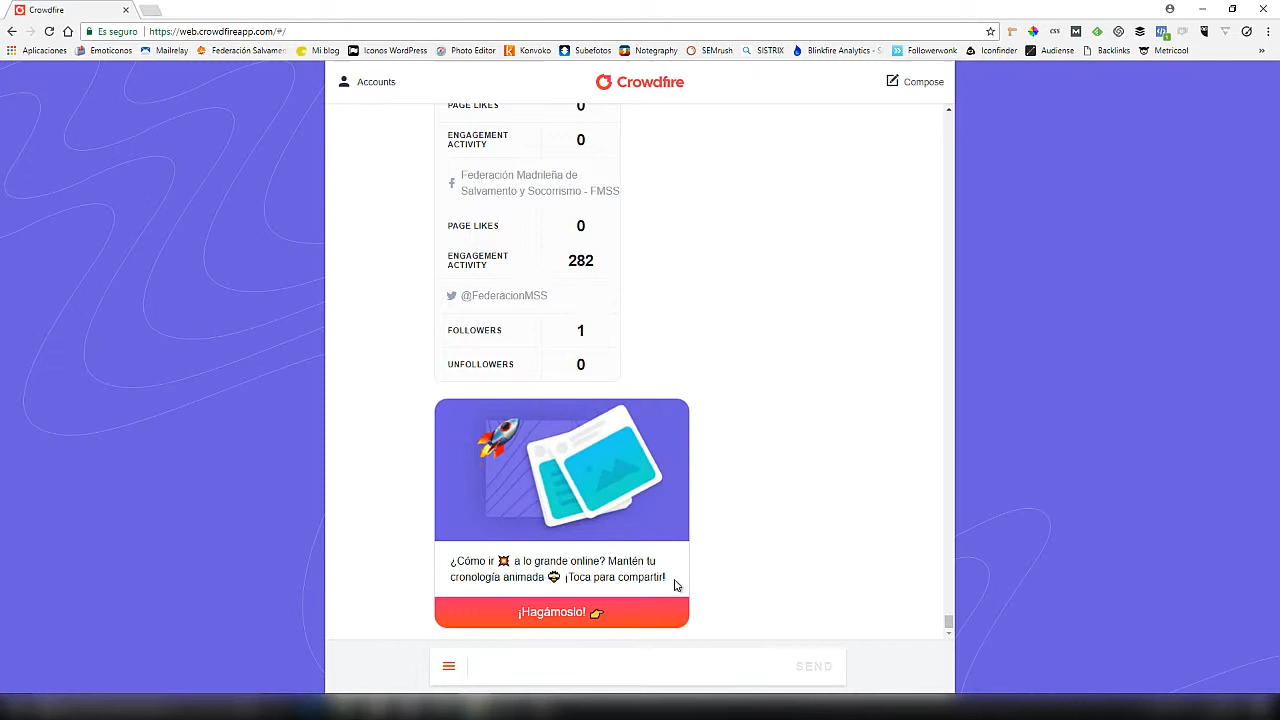 Crowdfire
Es seguro | https://web.crowdfireapp.com/#/
Aplicaciones Emoticonos Mailrelay Federación Salvamen Mi blog Iconos WordPress Photo Editor Konvoko Subefotos Notegraphy SEMrush SISTRIX Blinkfire Analytics - S Followerwonk Iconfinder Audiense Backlinks Metricool
Accounts Crowdfire Compose
PAGE LIKES 0
ENGAGEMENT
ACTIVITY 0
Federación Madrileña de
Salvamento y Socorrismo - FMSS
PAGE LIKES 0
ENGAGEMENT
ACTIVITY 282
@FederacionMSS
FOLLOWERS 1
UNFOLLOWERS 0
¿Cómo ir 💥 a lo grande online? Mantén tu
cronología animada 🤯 ¡Toca para compartir!
¡Hagámoslo! 👉
SEND